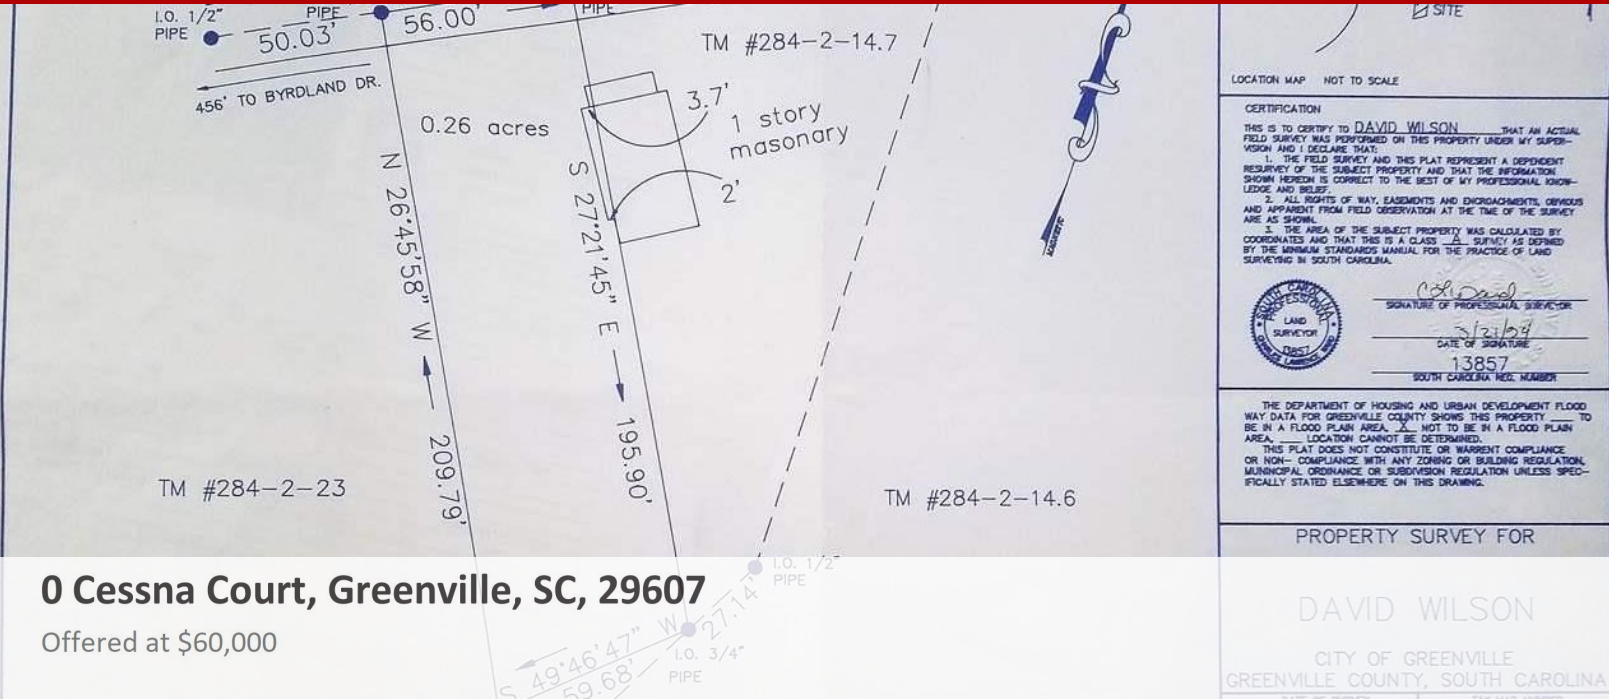 I.O. 1/2"
PIPE
50.03'
PIPE
56.00'
PIPE
456' TO BYRDLAND DR.
TM #284-2-14.7
0.26 acres
3.7'
1 story
masonary
2'
N 26°45'58" W
209.79'
S 27°21'45" E
195.90'
TM #284-2-23
TM #284-2-14.6
I.O. 1/2"
PIPE
27.14'
I.O. 3/4"
PIPE
S 49°46'47" W
59.68'
MAGNETIC
SITE
LOCATION MAP NOT TO SCALE
CERTIFICATION
THIS IS TO CERTIFY TO DAVID WILSON THAT AN ACTUAL
FIELD SURVEY WAS PERFORMED ON THIS PROPERTY UNDER MY SUPER-
VISION AND I DECLARE THAT:
1. THE FIELD SURVEY AND THIS PLAT REPRESENT A DEPENDENT
RESURVEY OF THE SUBJECT PROPERTY AND THAT THE INFORMATION
SHOWN HEREON IS CORRECT TO THE BEST OF MY PROFESSIONAL KNOW-
LEDGE AND BELIEF.
2. ALL RIGHTS OF WAY, EASEMENTS AND ENCROACHMENTS, OBVIOUS
AND APPARENT FROM FIELD OBSERVATION AT THE TIME OF THE SURVEY
ARE AS SHOWN.
3. THE AREA OF THE SUBJECT PROPERTY WAS CALCULATED BY
COORDINATES AND THAT THIS IS A CLASS A SURVEY AS DEFINED
BY THE MINIMUM STANDARDS MANUAL FOR THE PRACTICE OF LAND
SURVEYING IN SOUTH CAROLINA.
SOUTH CAROLINA
PROFESSIONAL
LAND
SURVEYOR
13857
SIGNATURE OF PROFESSIONAL SURVEYOR
DATE OF SIGNATURE
13857
SOUTH CAROLINA REG. NUMBER
THE DEPARTMENT OF HOUSING AND URBAN DEVELOPMENT FLOOD
WAY DATA FOR GREENVILLE COUNTY SHOWS THIS PROPERTY ___ TO
BE IN A FLOOD PLAIN AREA, X NOT TO BE IN A FLOOD PLAIN
AREA, ___ LOCATION CANNOT BE DETERMINED.
THIS PLAT DOES NOT CONSTITUTE OR WARRENT COMPLIANCE
OR NON- COMPLIANCE WITH ANY ZONING OR BUILDING REGULATION,
MUNINCIPAL ORDINANCE OR SUBDIVISION REGULATION UNLESS SPEC-
IFICALLY STATED ELSEWHERE ON THIS DRAWING.
PROPERTY SURVEY FOR
DAVID WILSON
CITY OF GREENVILLE
GREENVILLE COUNTY, SOUTH CAROLINA
0 Cessna Court, Greenville, SC, 29607
Offered at $60,000